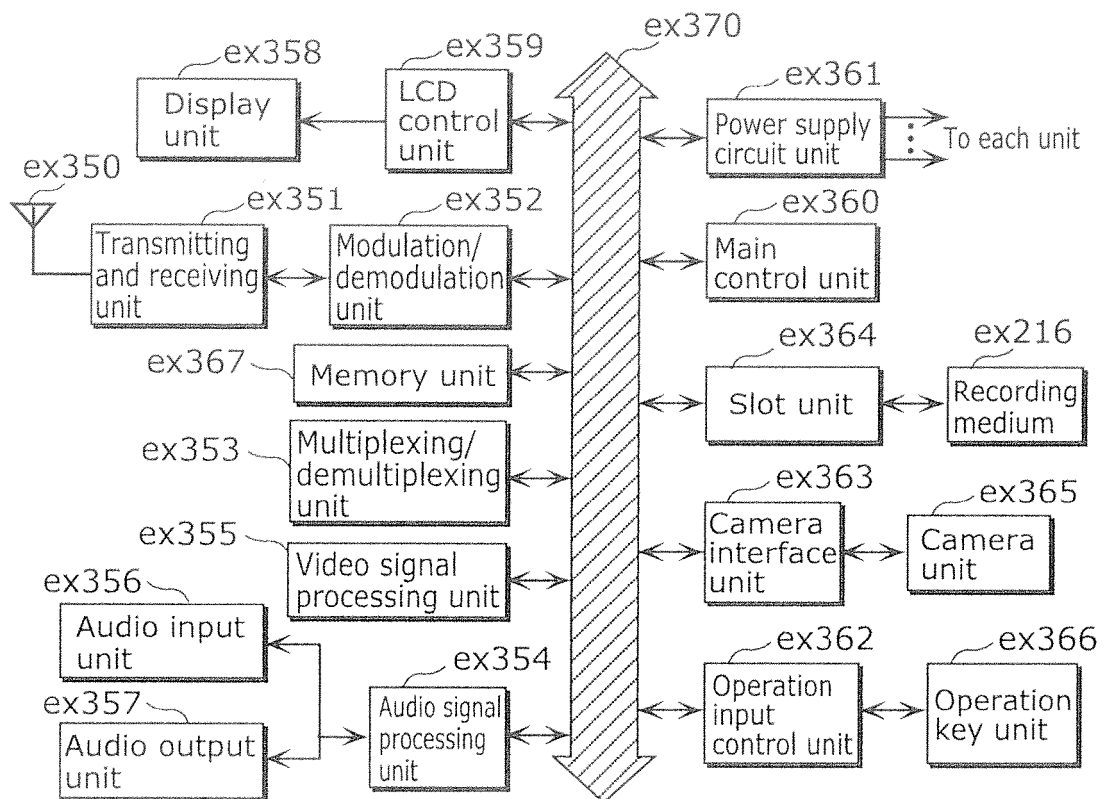 ex370
ex358
ex359
ex361
Display
unit
LCD
control
unit
Power supply
circuit unit
To each unit
ex350
ex351
ex352
ex360
Transmitting
and receiving
unit
Modulation/
demodulation
unit
Main
control unit
ex367
Memory unit
ex364
ex216
Slot unit
Recording
medium
ex353
Multiplexing/
demultiplexing
unit
ex363
ex365
Camera
interface
unit
Camera
unit
ex355
Video signal
processing unit
ex356
Audio input
unit
ex354
ex362
ex366
ex357
Audio output
unit
Audio signal
processing
unit
Operation
input
control unit
Operation
key unit